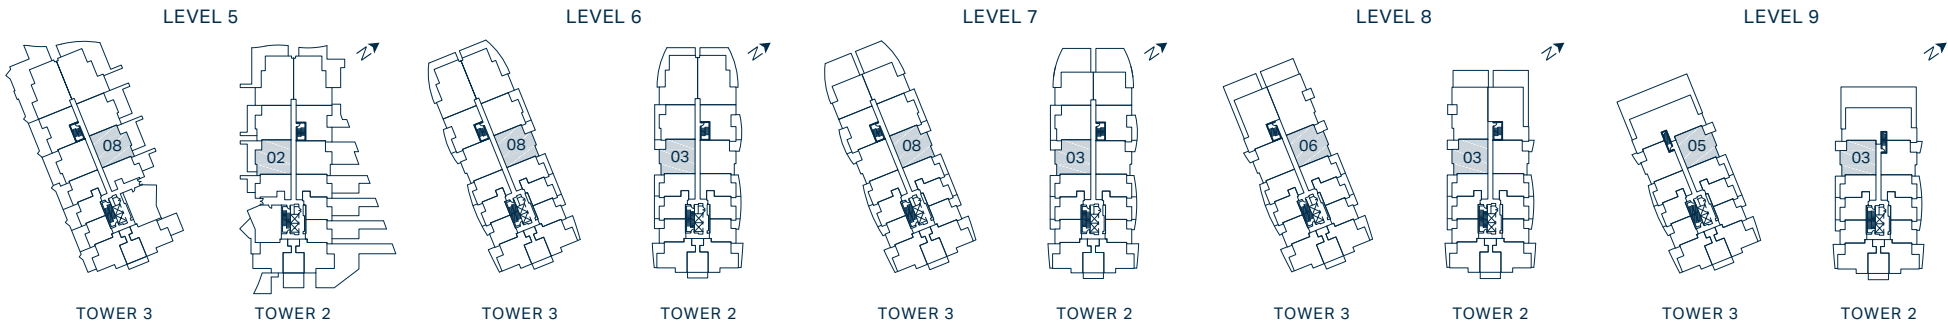 LEVEL 5
LEVEL 6
LEVEL 7
LEVEL 8
LEVEL 9
N
N
N
N
N
08
02
08
03
08
03
06
03
05
03
TOWER 3
TOWER 2
TOWER 3
TOWER 2
TOWER 3
TOWER 2
TOWER 3
TOWER 2
TOWER 3
TOWER 2